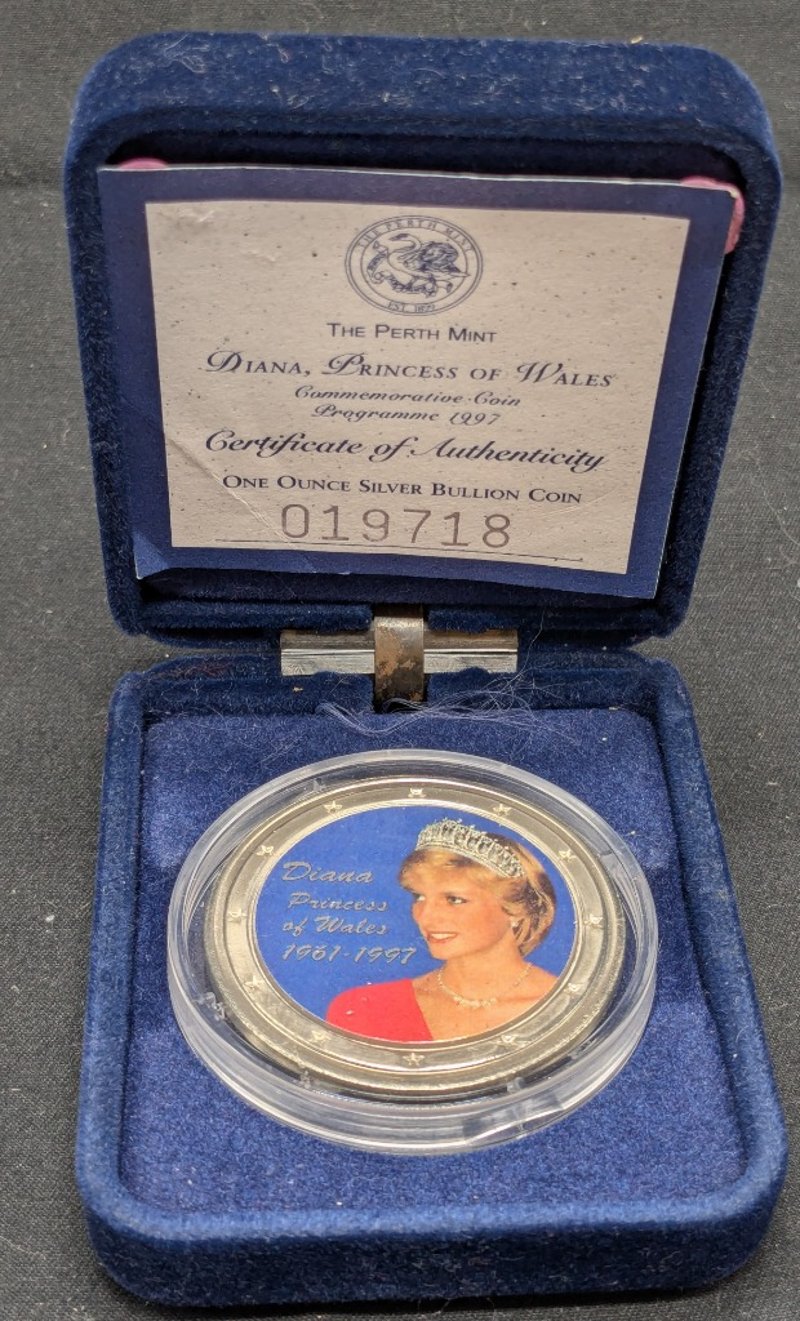 THE PERTH MINT
EST. 1899
THE PERTH MINT
DIANA, PRINCESS OF WALES
Commemorative Coin
Programme 1997
Certificate of Authenticity
ONE OUNCE SILVER BULLION COIN
019718
Diana
Princess
of Wales
1961-1997